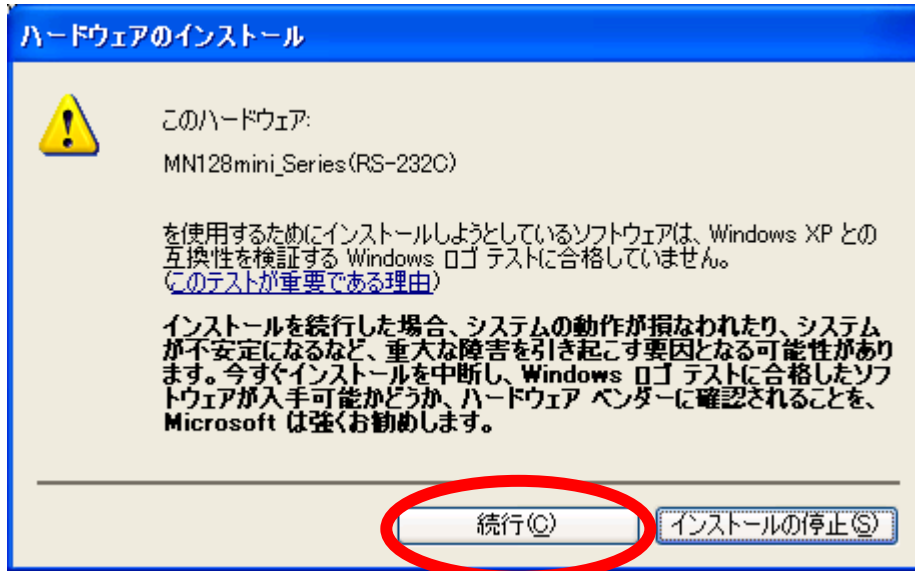 ハードウェアのインストール
このハードウェア:
MN128mini_Series(RS-232C)
を使用するためにインストールしようとしているソフトウェアは、Windows XP との
互換性を検証する Windows ロゴ テストに合格していません。
(このテストが重要である理由)
インストールを続行した場合、システムの動作が損なわれたり、システム
が不安定になるなど、重大な障害を引き起こす要因となる可能性があり
ます。今すぐインストールを中断し、Windows ロゴ テストに合格したソフ
トウェアが入手可能かどうか、ハードウェア ベンダーに確認されることを、
Microsoft は強くお勧めします。
続行(C)
インストールの停止(S)